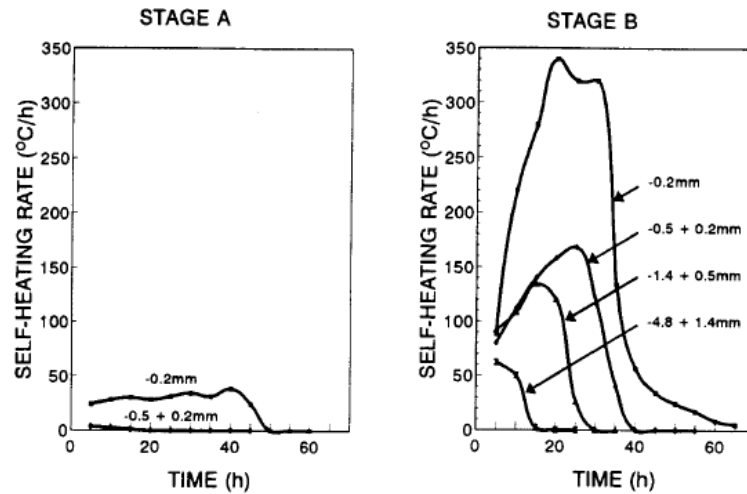 STAGE A
SELF-HEATING RATE (°C/h)
350
300
250
200
150
100
50
0
-0.2mm
-0.5 + 0.2mm
0
20
40
60
TIME (h)
STAGE B
SELF-HEATING RATE (°C/h)
350
300
250
200
150
100
50
0
-0.2mm
-0.5 + 0.2mm
-1.4 + 0.5mm
-4.8 + 1.4mm
0
20
40
60
TIME (h)